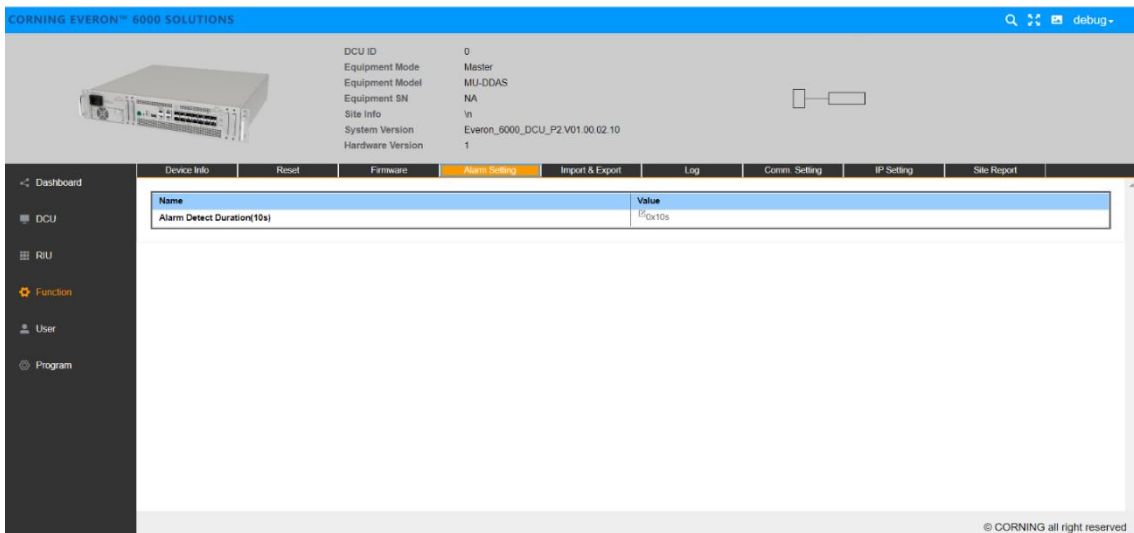 CORNING EVERON™ 6000 SOLUTIONS
debug
DCU ID 0
Equipment Mode Master
Equipment Model MU-DDAS
Equipment SN NA
Site Info \n
System Version Everon_6000_DCU_P2.V01.00.02.10
Hardware Version 1
Device Info Reset Firmware Alarm Setting Import & Export Log Comm. Setting IP Setting Site Report
Dashboard
DCU
RIU
Function
User
Program
Name Value
Alarm Detect Duration(10s) 0x10s
© CORNING all right reserved